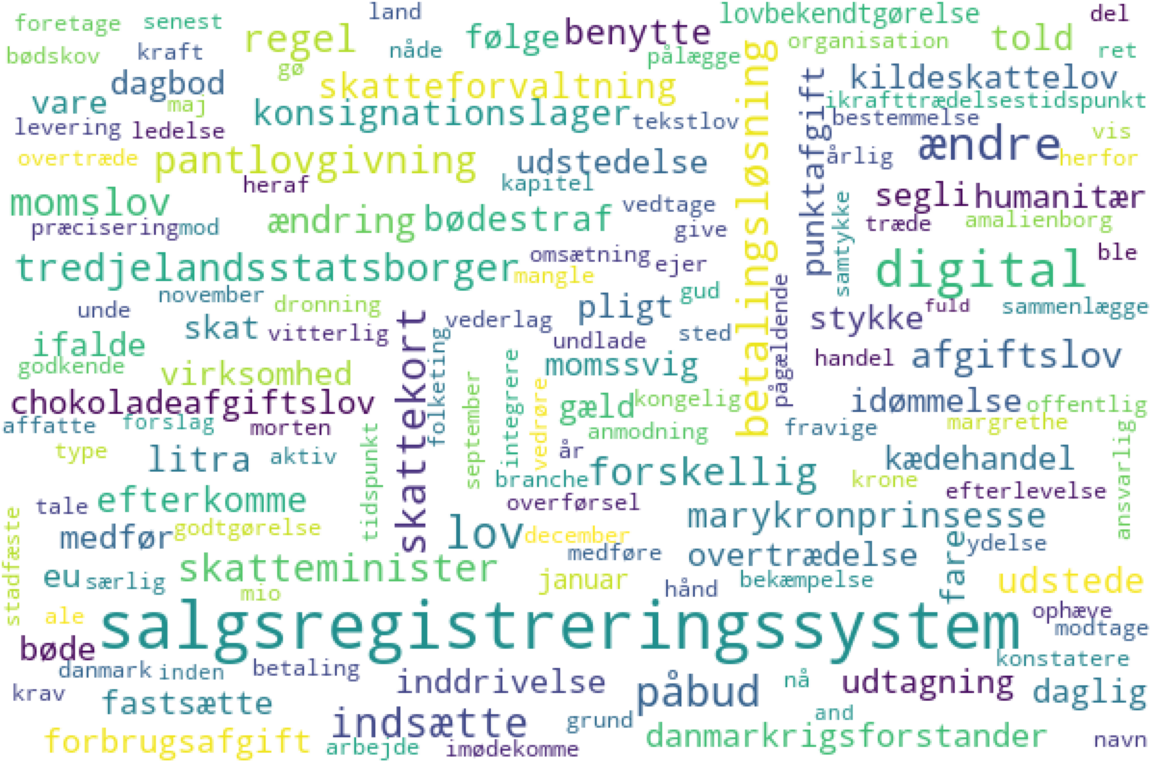 foretage senest land lovbekendtgørelse del
bødskov kraft regel nåde følge benytte organisation told ret
gø pålægge
dagbod skatteforvaltning kildeskattelov
vare maj konsignationslager tekstlov ikrafttrædelsestidspunkt
levering ledelse bestemmelse ændre vis
overtræde pantlovgivning udstedelse årlig herfor
heraf kapitel
momslov ændring bødestraf vedtage segli humanitær
præcisering mod give træde amalienborg
betalingsløsning
punktafgift
samtykke
tredjelandsstatsborger omsætning ejer digital ble
mangle
november gud
unde dronning pligt pågældende fuld sammenlægge
skat vitterlig vederlag sted stykke
ifalde undlade
godkende virksomhed momssvig handel afgiftslov
skattekort
folketing
september
integrere
vedrøre
chokoladeafgiftslov gæld kongelig idømmelse offentlig
affatte forslag morten anmodning fravige margrethe
type litra aktiv år kædehandel
tidspunkt
branche forskellig krone
ansvarlig
tale efterkomme overførsel efterlevelse
medfør godtgørelse lov december marykronprinsesse
medføre overtrædelse ydelse
stadfæste
fare
eu særlig skatteminister januar bekæmpelse udstede
mio hånd
ale salgsregistreringssystem ophæve
bøde modtage
danmark inden betaling konstatere
krav inddrivelse påbud nå udtagning daglig
fastsætte indsætte grund and
forbrugsafgift arbejde imødekomme danmarkrigsforstander navn